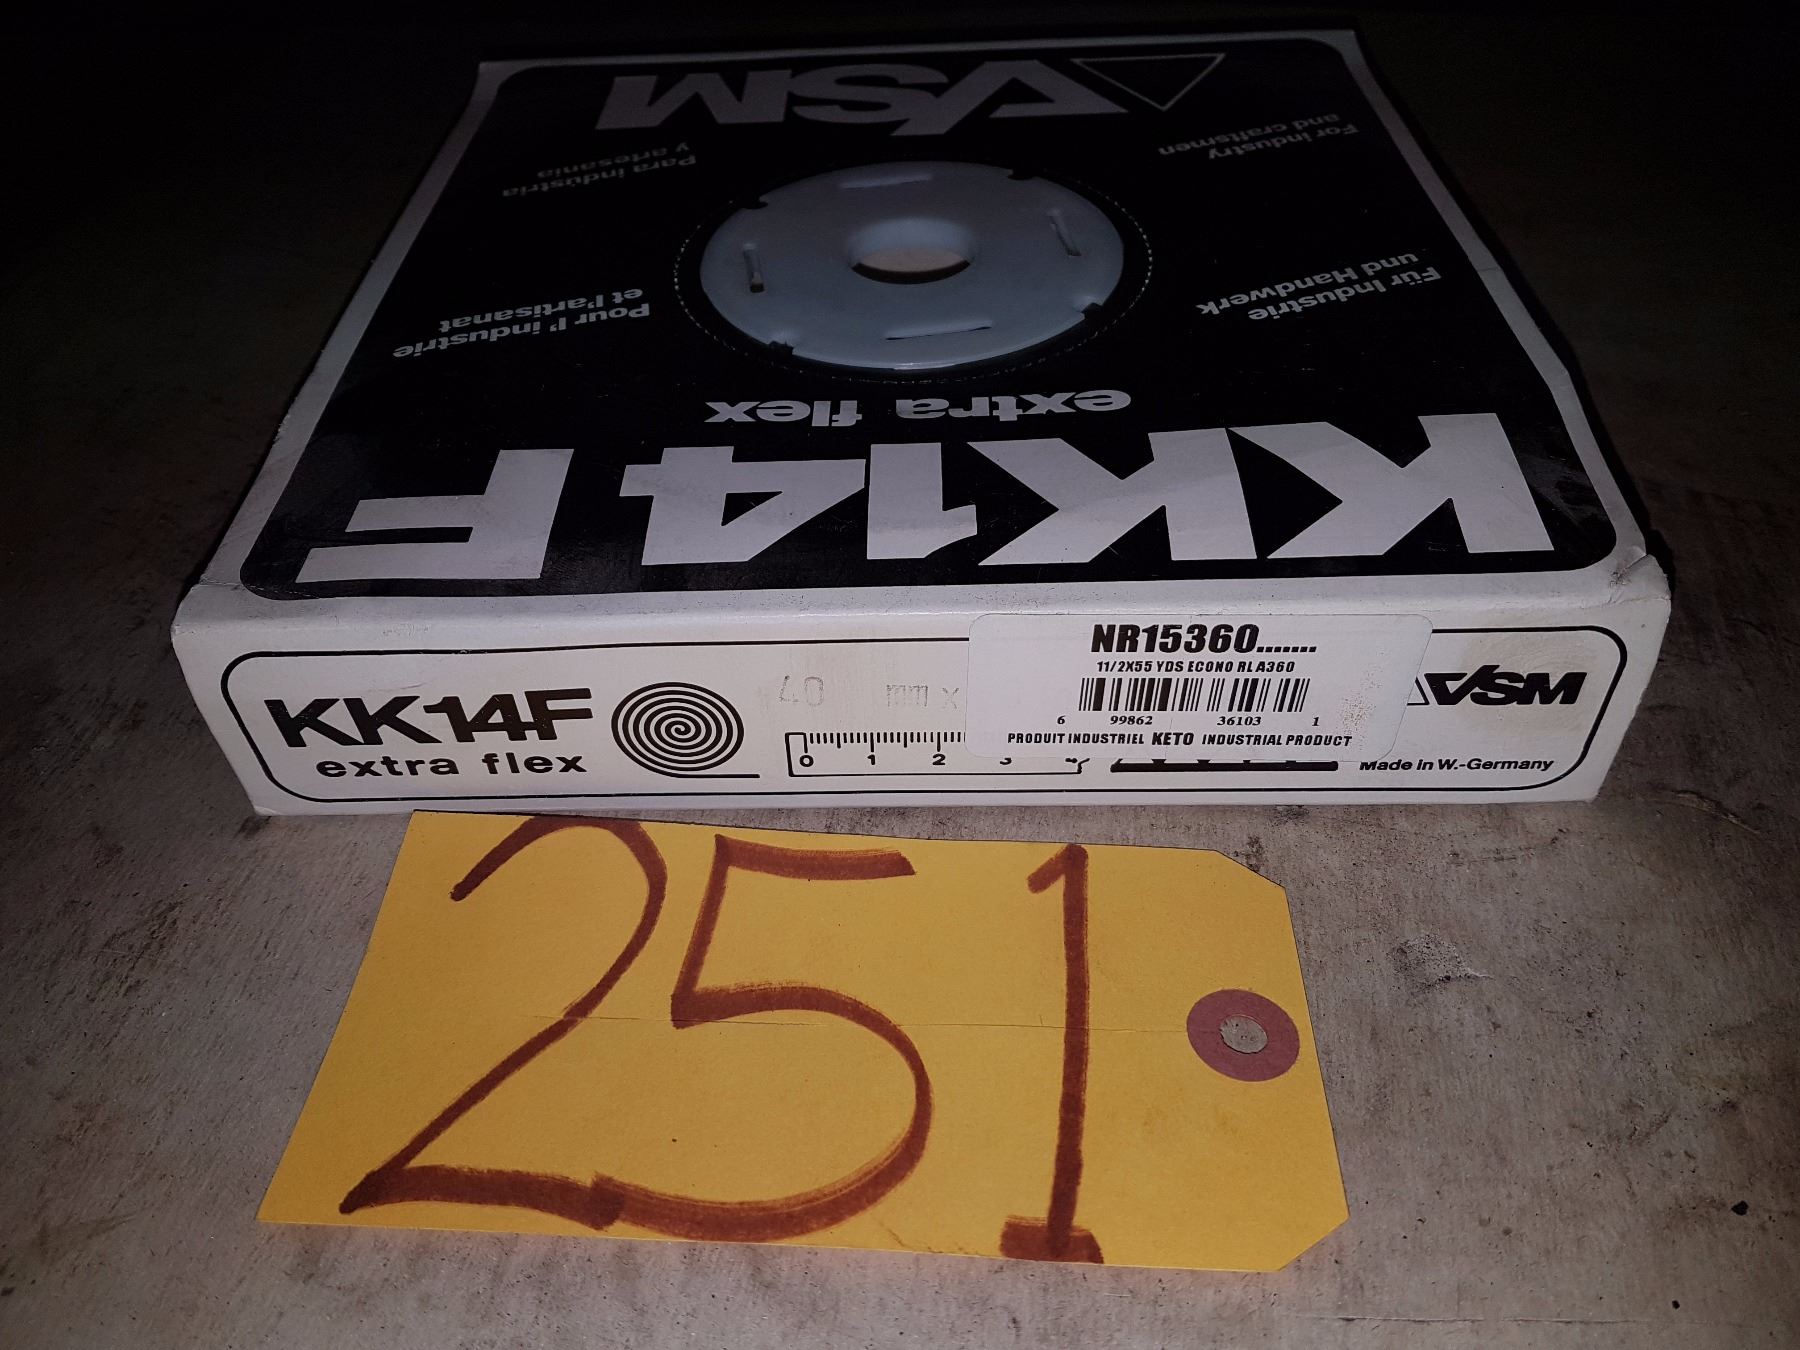 VSM
For industry
and craftsmen
Para indústria
y artesania
Für Industrie
und Handwerk
Pour l'industrie
et l'artisanat
extra flex
KK14F
KK14F
extra flex
40 mm x
0 1 2 3 4
NR15360.......
11/2X55 YDS ECONO RL A360
6 99862 36103 1
PRODUIT INDUSTRIEL KETO INDUSTRIAL PRODUCT
VSM
Made in W.-Germany
251